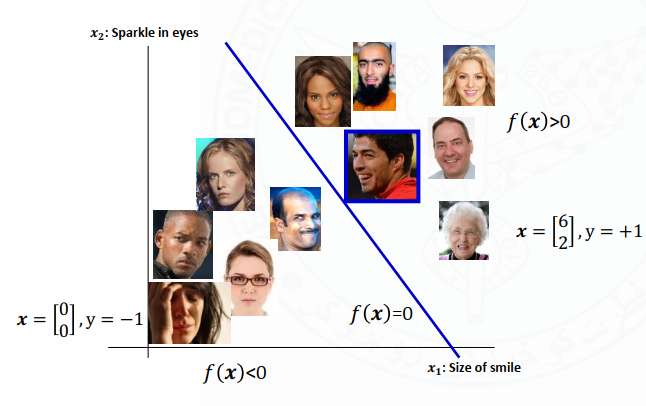 x₂: Sparkle in eyes
f(x)>0
x = [6 2], y = +1
x = [0 0], y = −1
f(x)=0
f(x)<0
x₁: Size of smile